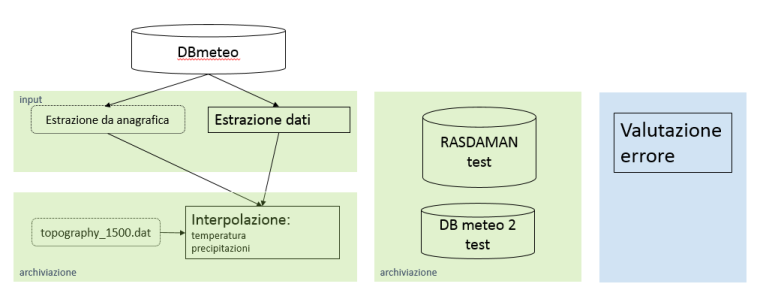 DBmeteo
input
Estrazione da anagrafica
Estrazione dati
Interpolazione:
temperatura
precipitazioni
topography_1500.dat
archiviazione
RASDAMAN
test
DB meteo 2
test
archiviazione
Valutazione
errore